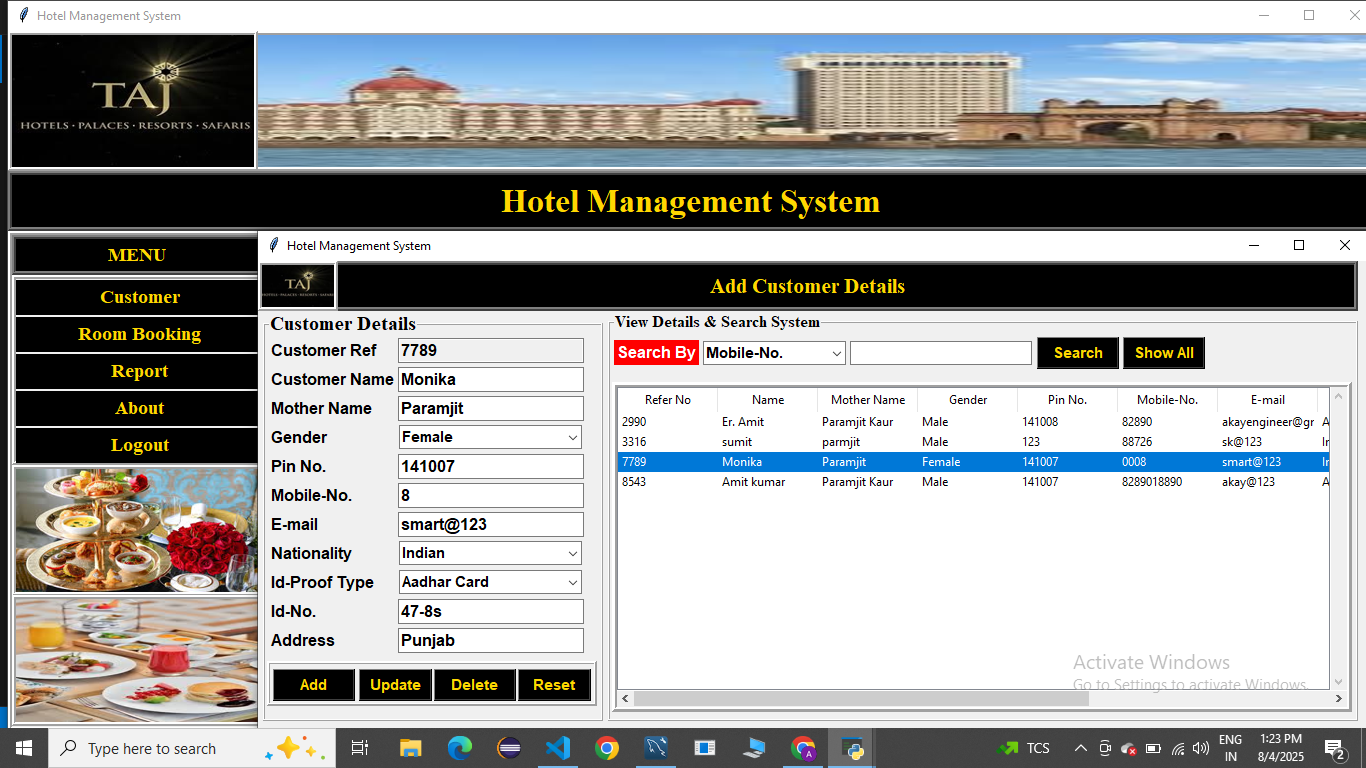 Hotel Management System
TAJ
HOTELS · PALACES · RESORTS · SAFARIS
Hotel Management System
MENU
Customer
Room Booking
Report
About
Logout
Hotel Management System
TAJ
Add Customer Details
Customer Details
Customer Ref 7789
Customer Name Monika
Mother Name Paramjit
Gender Female
Pin No. 141007
Mobile-No. 8
E-mail smart@123
Nationality Indian
Id-Proof Type Aadhar Card
Id-No. 47-8s
Address Punjab
Add Update Delete Reset
View Details & Search System
Search By Mobile-No. Search Show All
Refer No Name Mother Name Gender Pin No. Mobile-No. E-mail
2990 Er. Amit Paramjit Kaur Male 141008 82890 akayengineer@gr A
3316 sumit parmjit Male 123 88726 sk@123 Ir
7789 Monika Paramjit Female 141007 0008 smart@123 Ir
8543 Amit kumar Paramjit Kaur Male 141007 8289018890 akay@123 A
Activate Windows
Go to Settings to activate Windows.
Type here to search
TCS
ENG
IN
1:23 PM
8/4/2025
2